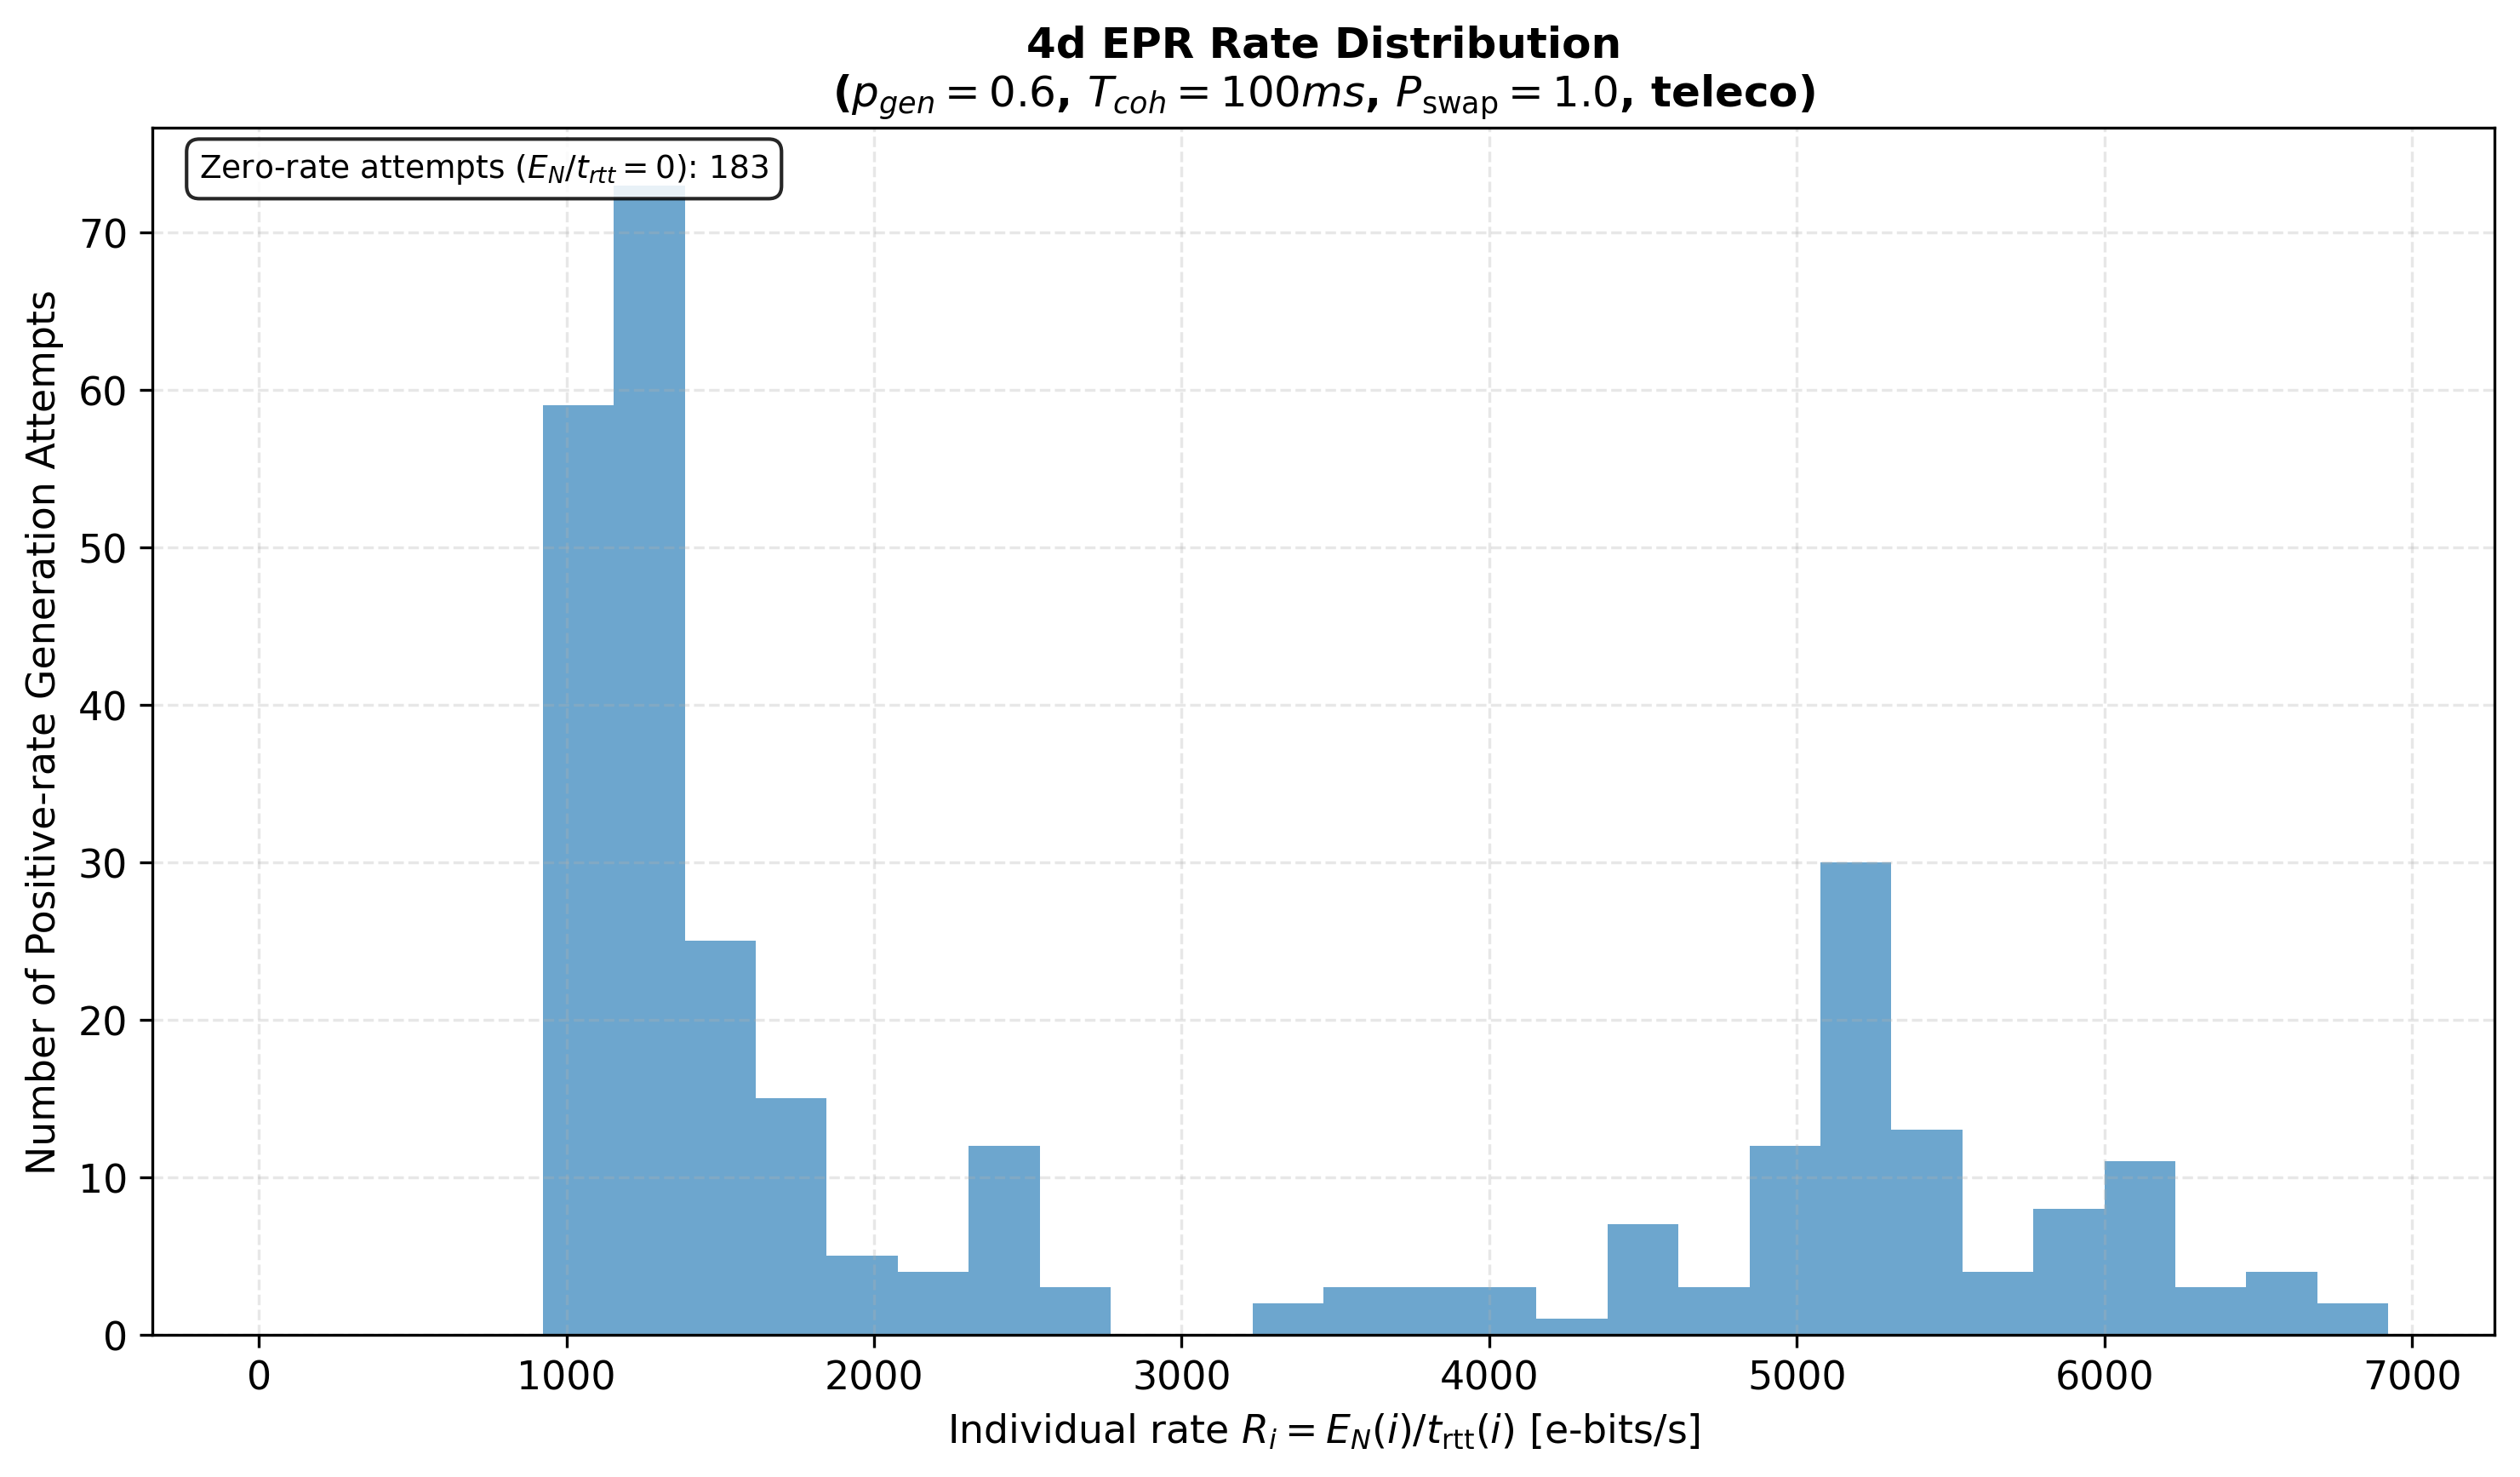 4d EPR Rate Distribution
(p_gen = 0.6, T_coh = 100ms, P_swap = 1.0, teleco)
Zero-rate attempts (E_N/t_rtt = 0): 183
Number of Positive-rate Generation Attempts
70
60
50
40
30
20
10
0
0 1000 2000 3000 4000 5000 6000 7000
Individual rate R_i = E_N(i)/t_rtt(i) [e-bits/s]